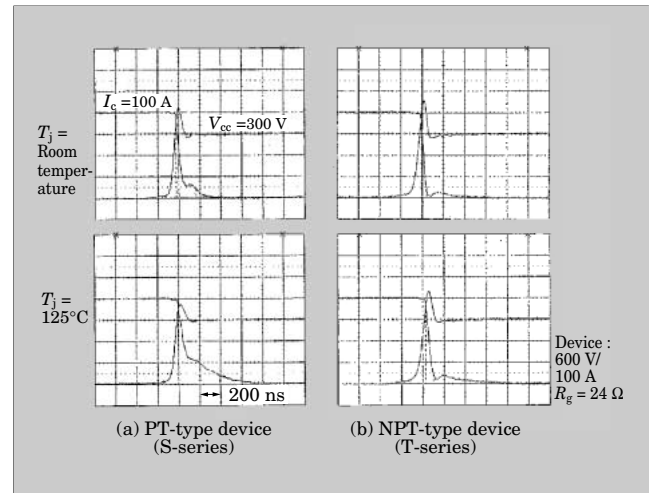 I_c =100 A
V_cc =300 V
T_j =
Room
temper-
ature
T_j =
125°C
200 ns
Device :
600 V/
100 A
R_g = 24 Ω
(a) PT-type device
(S-series)
(b) NPT-type device
(T-series)